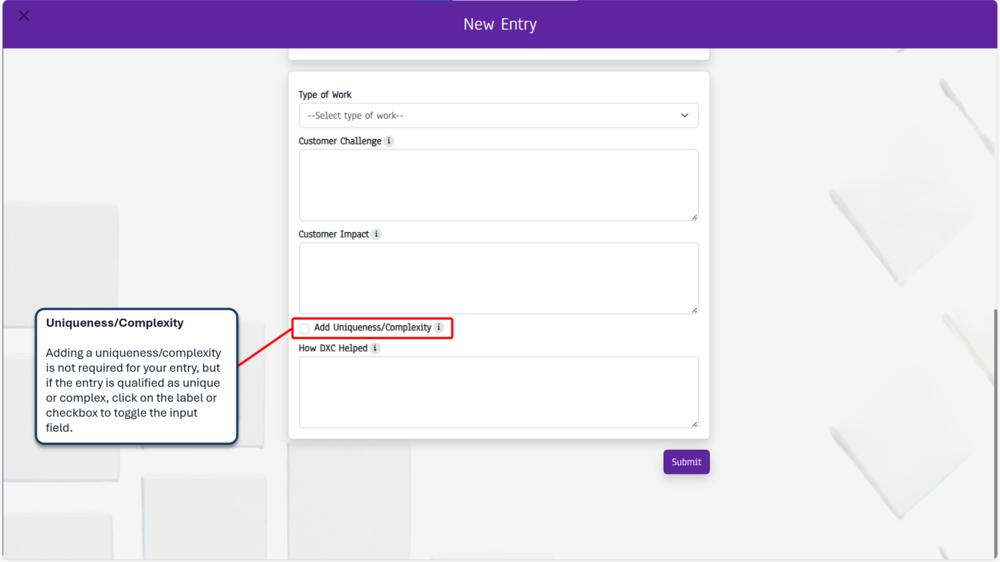 New Entry
Type of Work
--Select type of work--
Customer Challenge i
Customer Impact i
Add Uniqueness/Complexity i
How DXC Helped i
Submit
Uniqueness/Complexity
Adding a uniqueness/complexity
is not required for your entry, but
if the entry is qualified as unique
or complex, click on the label or
checkbox to toggle the input
field.